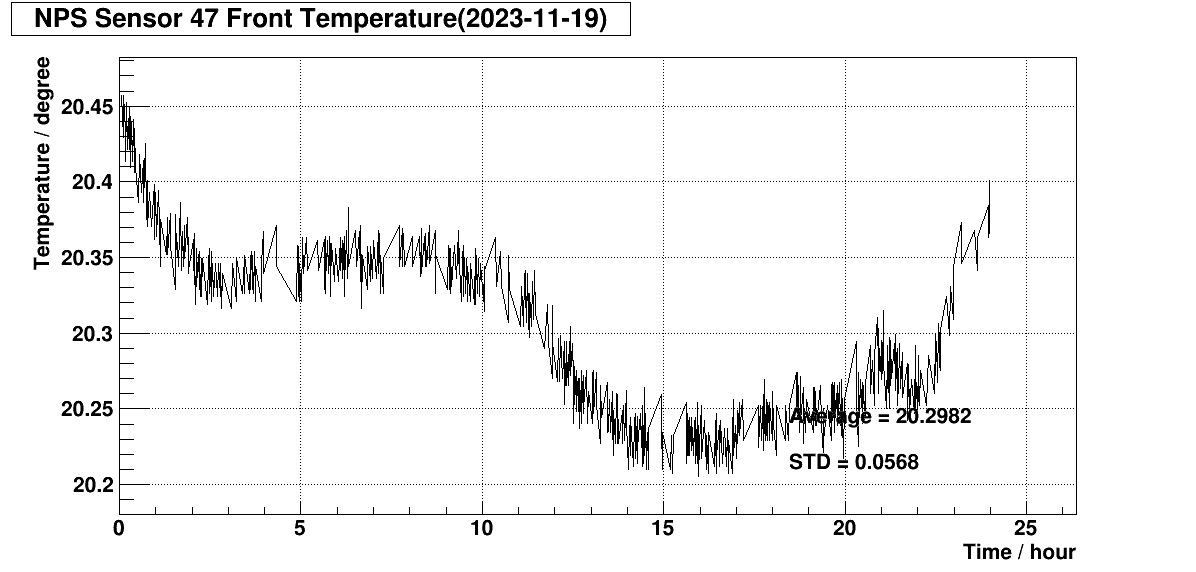 NPS Sensor 47 Front Temperature(2023-11-19)
Temperature / degree
20.45
20.4
20.35
20.3
20.25
20.2
Average = 20.2982
STD = 0.0568
0 5 10 15 20 25
Time / hour